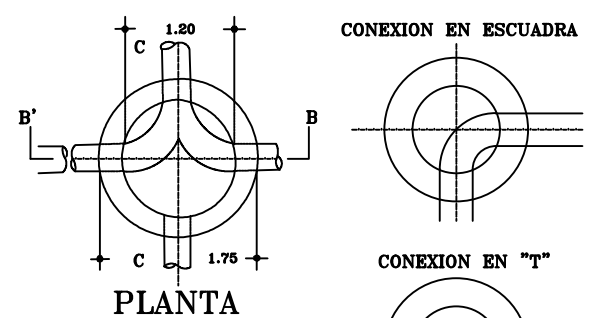 1.20
C
B'
B
C
1.75
PLANTA
CONEXION EN ESCUADRA
CONEXION EN "T"